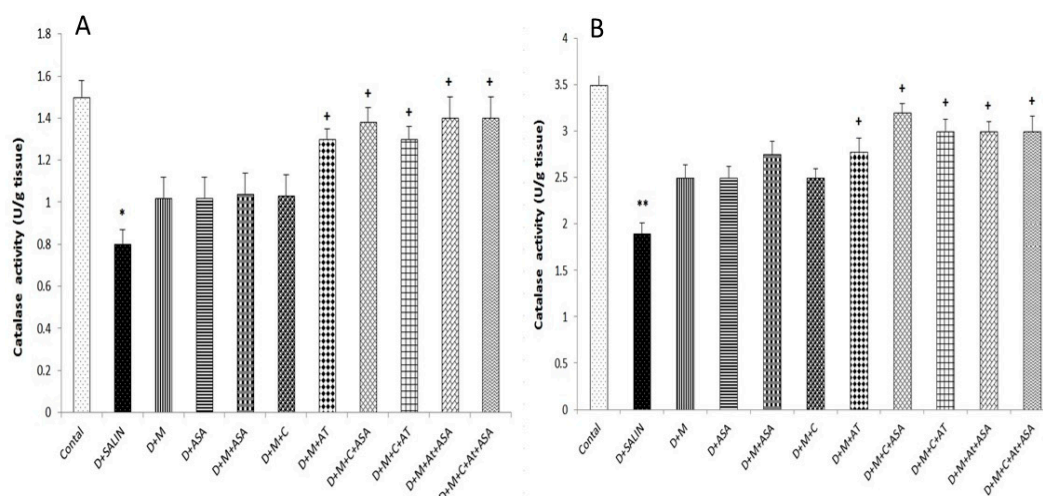 A
Catalase activity (U/g tissue)
1.8
1.6
1.4
1.2
1
0.8
0.6
0.4
0.2
0
*
+
+
+
+
+
Contal
D+SALIN
D+M
D+ASA
D+M+ASA
D+M+C
D+M+AT
D+M+C+ASA
D+M+C+AT
D+M+At+ASA
D+M+C+At+ASA
B
Catalase activity (U/g tissue)
4
3.5
3
2.5
2
1.5
1
0.5
0
**
+
+
+
+
+
Contal
D+SALIN
D+M
D+ASA
D+M+ASA
D+M+C
D+M+AT
D+M+C+ASA
D+M+C+AT
D+M+At+ASA
D+M+C+At+ASA